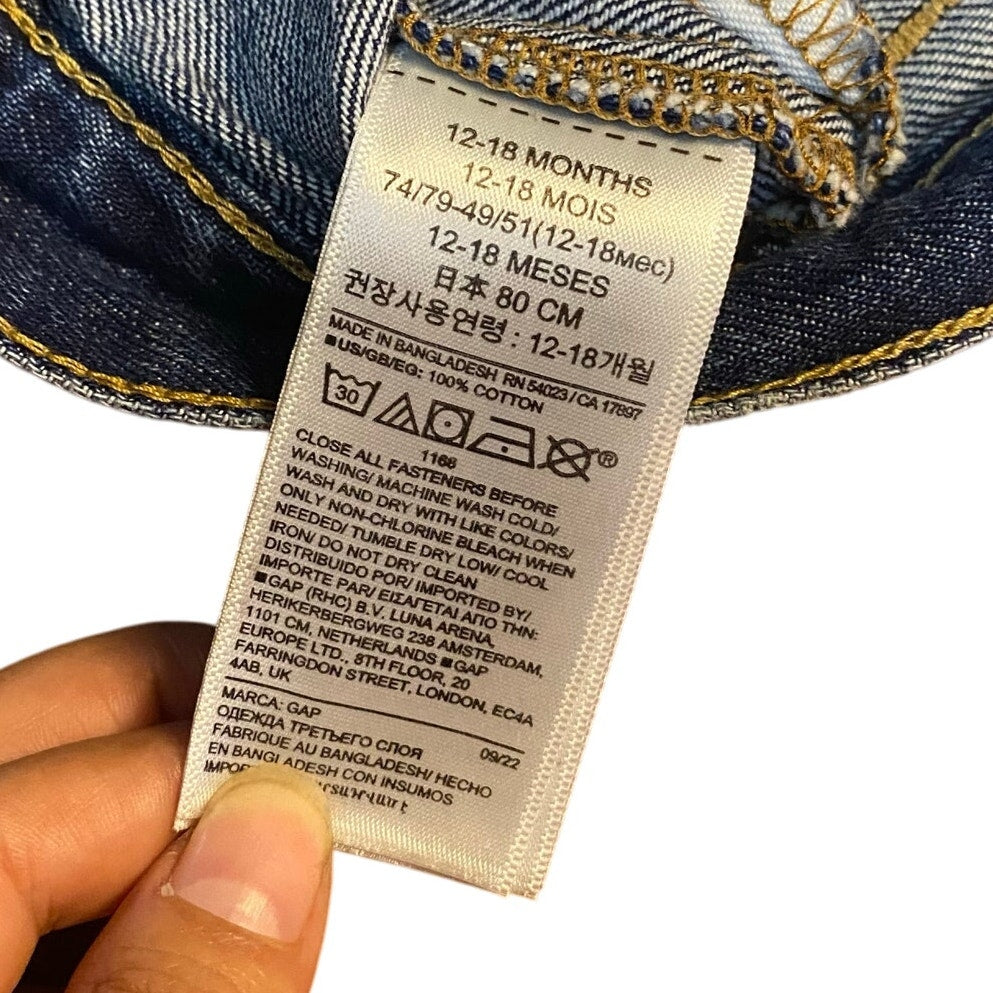 12-18 MONTHS
12-18 MOIS
74/79-49/51(12-18мес)
12-18 MESES
日本 80 CM
권장사용연령 : 12-18개월
MADE IN BANGLADESH RN 54023 / CA 17897
■US/GB/EG: 100% COTTON
30
1168
®
CLOSE ALL FASTENERS BEFORE
WASHING/ MACHINE WASH COLD/
WASH AND DRY WITH LIKE COLORS/
ONLY NON-CHLORINE BLEACH WHEN
NEEDED/ TUMBLE DRY LOW/ COOL
IRON/ DO NOT DRY CLEAN
DISTRIBUIDO POR/ IMPORTED BY/
IMPORTE PAR/ ΕΙΣΑΓΕΤΑΙ ΑΠΟ ΤΗΝ:
■GAP (RHC) B.V. LUNA ARENA,
HERIKERBERGWEG 238 AMSTERDAM,
1101 CM, NETHERLANDS ■GAP
EUROPE LTD., 8TH FLOOR, 20
FARRINGDON STREET, LONDON, EC4A
4AB, UK
MARCA: GAP
ОДЕЖДА ТРЕТЬЕГО СЛОЯ 09/22
FABRIQUE AU BANGLADESH/ HECHO
EN BANGLADESH CON INSUMOS